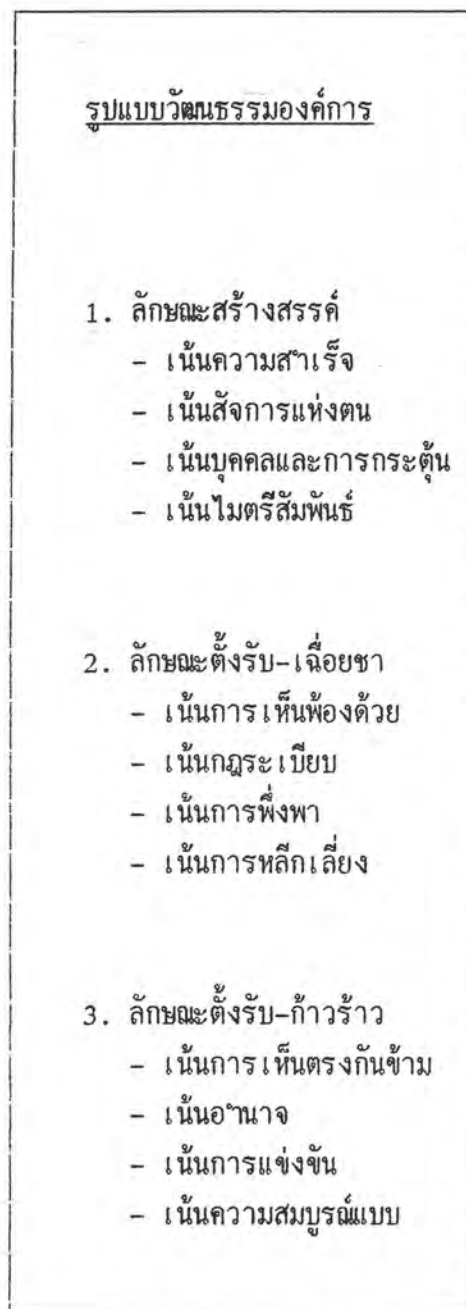 รูปแบบวัฒนธรรมองค์การ
1. ลักษณะสร้างสรรค์
- เน้นความสำเร็จ
- เน้นสัจการแห่งตน
- เน้นบุคคลและการกระตุ้น
- เน้นไมตรีสัมพันธ์
2. ลักษณะตั้งรับ-เฉื่อยชา
- เน้นการเห็นพ้องด้วย
- เน้นกฎระเบียบ
- เน้นการพึ่งพา
- เน้นการหลีกเลี่ยง
3. ลักษณะตั้งรับ-ก้าวร้าว
- เน้นการเห็นตรงกันข้าม
- เน้นอำนาจ
- เน้นการแข่งขัน
- เน้นความสมบูรณ์แบบ